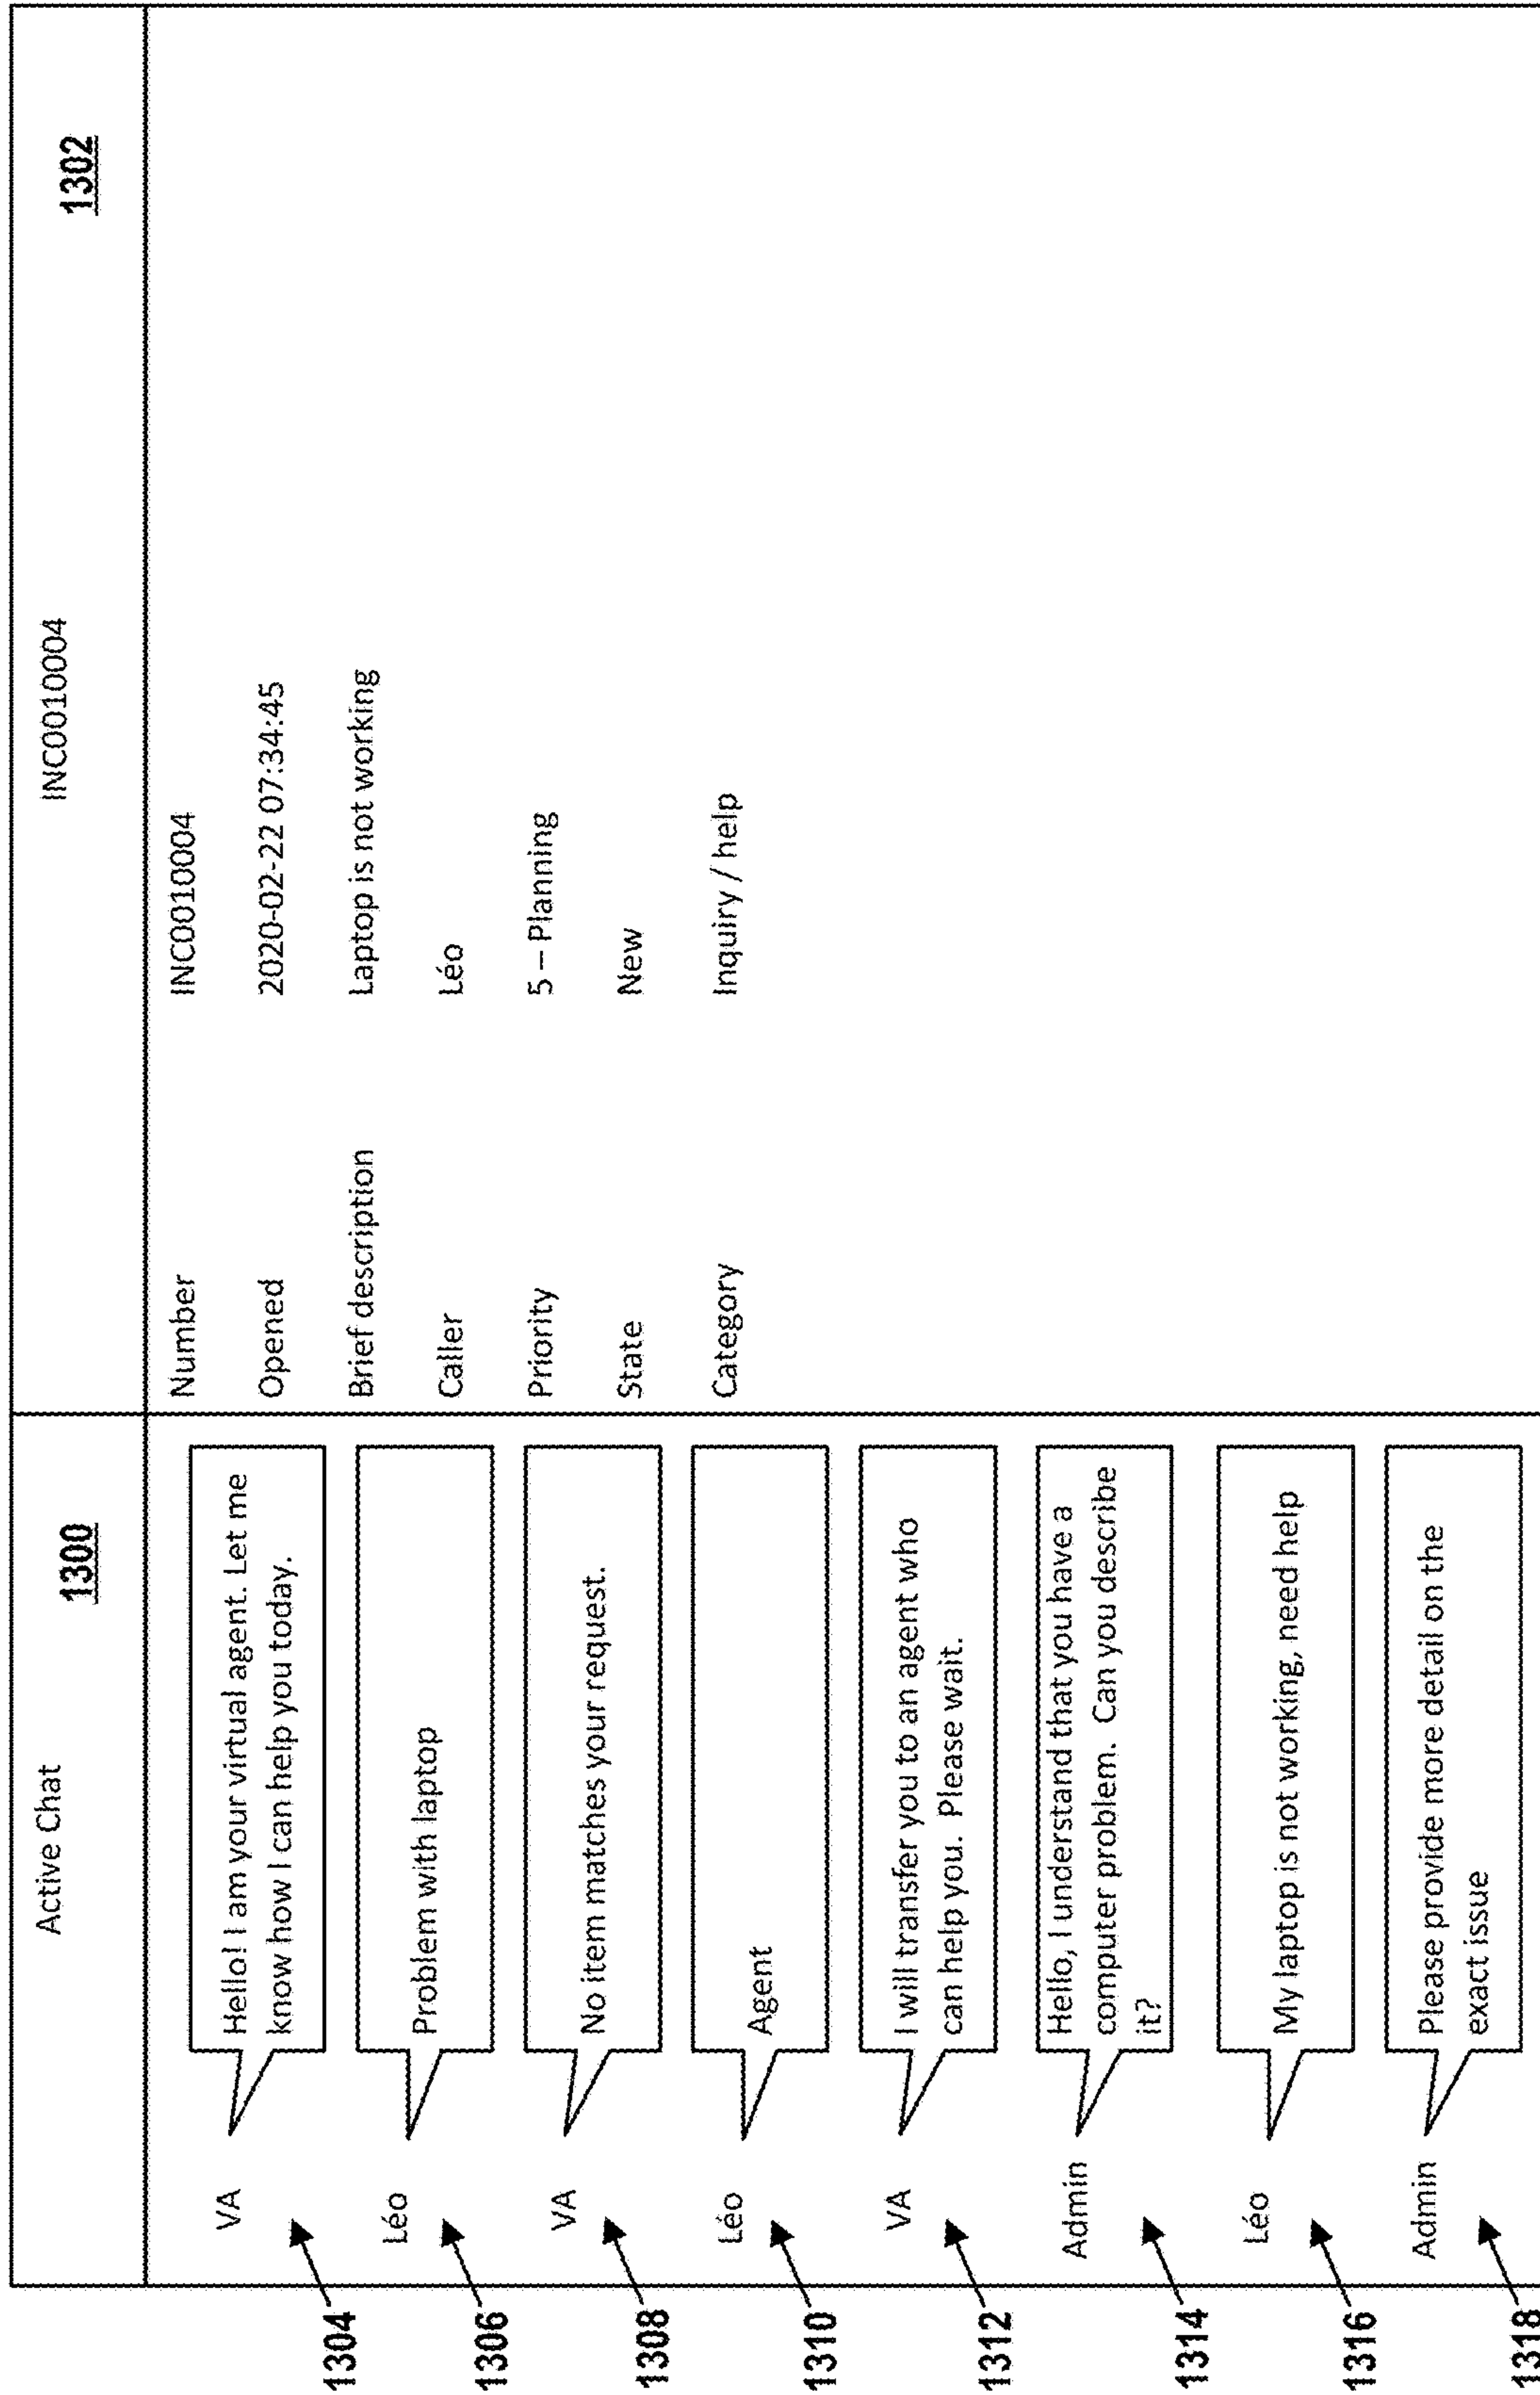 Active Chat
1300
INC0010004
1302
1304
VA
Hello! I am your virtual agent. Let me
know how I can help you today.
1306
Léo
Problem with laptop
1308
VA
No item matches your request.
1310
Léo
Agent
1312
VA
I will transfer you to an agent who
can help you. Please wait.
1314
Admin
Hello, I understand that you have a
computer problem. Can you describe
it?
1316
Léo
My laptop is not working, need help
1318
Admin
Please provide more detail on the
exact issue
Number INC0010004
Opened 2020-02-22 07:34:45
Brief description Laptop is not working
Caller Léo
Priority 5 – Planning
State New
Category Inquiry / help